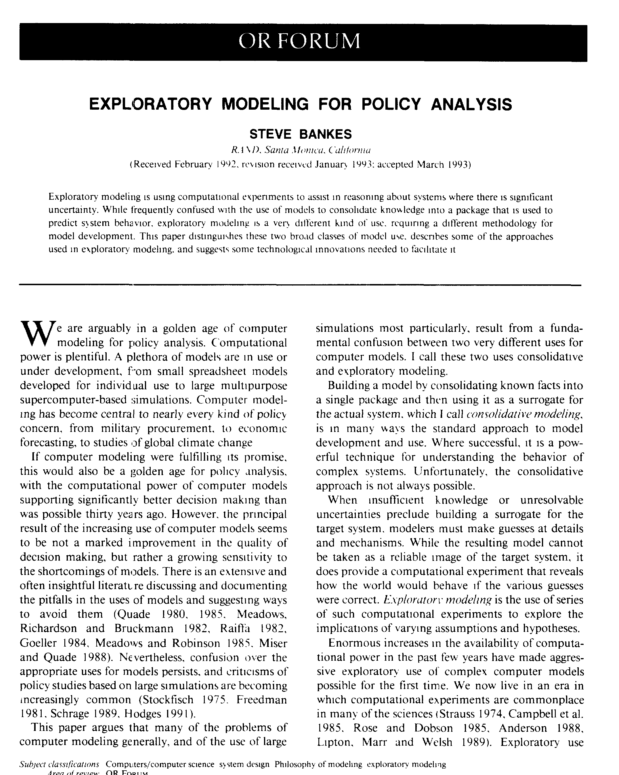 OR FORUM
EXPLORATORY MODELING FOR POLICY ANALYSIS
STEVE BANKES
RAND, Santa Monica, California
(Received February 1992, revision received January 1993; accepted March 1993)
Exploratory modeling is using computational experiments to assist in reasoning about systems where there is significant
uncertainty. While frequently confused with the use of models to consolidate knowledge into a package that is used to
predict system behavior, exploratory modeling is a very different kind of use, requiring a different methodology for
model development. This paper distinguishes these two broad classes of model use, describes some of the approaches
used in exploratory modeling, and suggests some technological innovations needed to facilitate it
We are arguably in a golden age of computer
modeling for policy analysis. Computational
power is plentiful. A plethora of models are in use or
under development, from small spreadsheet models
developed for individual use to large multipurpose
supercomputer-based simulations. Computer model-
ing has become central to nearly every kind of policy
concern, from military procurement, to economic
forecasting, to studies of global climate change
If computer modeling were fulfilling its promise,
this would also be a golden age for policy analysis,
with the computational power of computer models
supporting significantly better decision making than
was possible thirty years ago. However, the principal
result of the increasing use of computer models seems
to be not a marked improvement in the quality of
decision making, but rather a growing sensitivity to
the shortcomings of models. There is an extensive and
often insightful literature discussing and documenting
the pitfalls in the uses of models and suggesting ways
to avoid them (Quade 1980, 1985, Meadows,
Richardson and Bruckmann 1982, Raiffa 1982,
Goeller 1984, Meadows and Robinson 1985, Miser
and Quade 1988). Nevertheless, confusion over the
appropriate uses for models persists, and criticisms of
policy studies based on large simulations are becoming
increasingly common (Stockfisch 1975, Freedman
1981, Schrage 1989, Hodges 1991).
This paper argues that many of the problems of
computer modeling generally, and of the use of large
simulations most particularly, result from a funda-
mental confusion between two very different uses for
computer models. I call these two uses consolidative
and exploratory modeling.
Building a model by consolidating known facts into
a single package and then using it as a surrogate for
the actual system, which I call consolidative modeling,
is in many ways the standard approach to model
development and use. Where successful, it is a pow-
erful technique for understanding the behavior of
complex systems. Unfortunately, the consolidative
approach is not always possible.
When insufficient knowledge or unresolvable
uncertainties preclude building a surrogate for the
target system, modelers must make guesses at details
and mechanisms. While the resulting model cannot
be taken as a reliable image of the target system, it
does provide a computational experiment that reveals
how the world would behave if the various guesses
were correct. Exploratory modeling is the use of series
of such computational experiments to explore the
implications of varying assumptions and hypotheses.
Enormous increases in the availability of computa-
tional power in the past few years have made aggres-
sive exploratory use of complex computer models
possible for the first time. We now live in an era in
which computational experiments are commonplace
in many of the sciences (Strauss 1974, Campbell et al.
1985, Rose and Dobson 1985, Anderson 1988,
Lipton, Marr and Welsh 1989). Exploratory use
Subject classifications Computers/computer science system design Philosophy of modeling exploratory modeling
Area of review OR FORUM